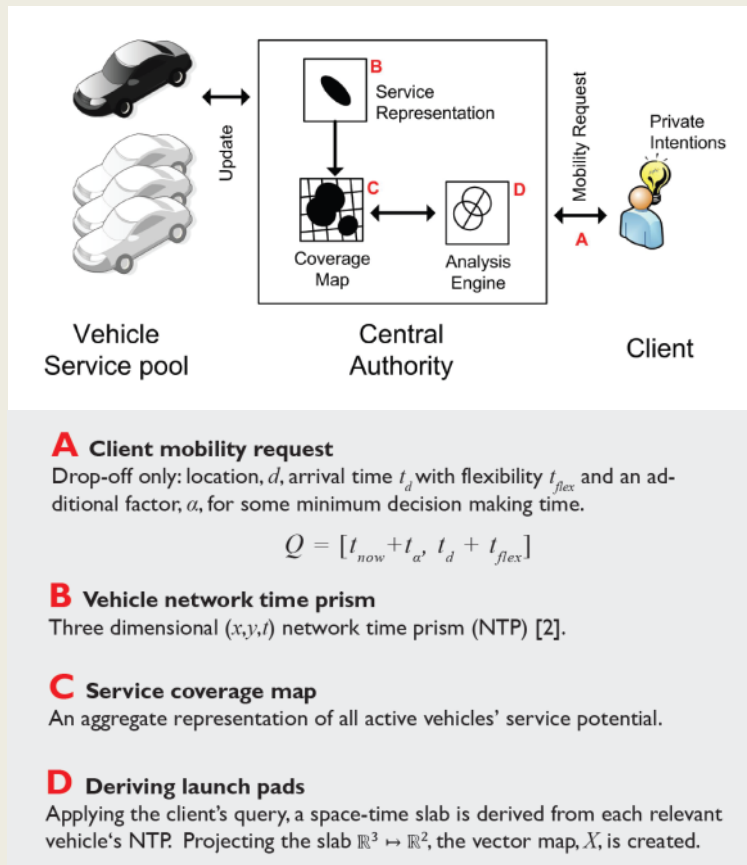 B
Service
Representation
Update
C
Coverage
Map
D
Analysis
Engine
Mobility Request
A
Private
Intentions
Vehicle
Service pool
Central
Authority
Client
A Client mobility request
Drop-off only: location, d, arrival time t_d with flexibility t_flex and an ad-
ditional factor, α, for some minimum decision making time.
Q = [t_now+t_α, t_d + t_flex]
B Vehicle network time prism
Three dimensional (x,y,t) network time prism (NTP) [2].
C Service coverage map
An aggregate representation of all active vehicles’ service potential.
D Deriving launch pads
Applying the client’s query, a space-time slab is derived from each relevant
vehicle‘s NTP. Projecting the slab ℝ³ ↦ ℝ², the vector map, X, is created.